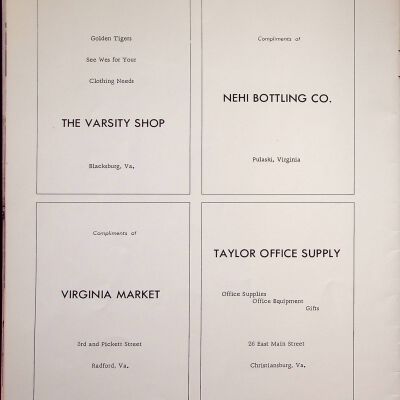 Golden Tigers
See Wes for Your
Clothing Needs
THE VARSITY SHOP
Blacksburg, Va.
Compliments of
NEHI BOTTLING CO.
Pulaski, Virginia
Compliments of
VIRGINIA MARKET
3rd and Pickett Street
Radford, Va.
TAYLOR OFFICE SUPPLY
Office Supplies
Office Equipment
Gifts
26 East Main Street
Christiansburg, Va.